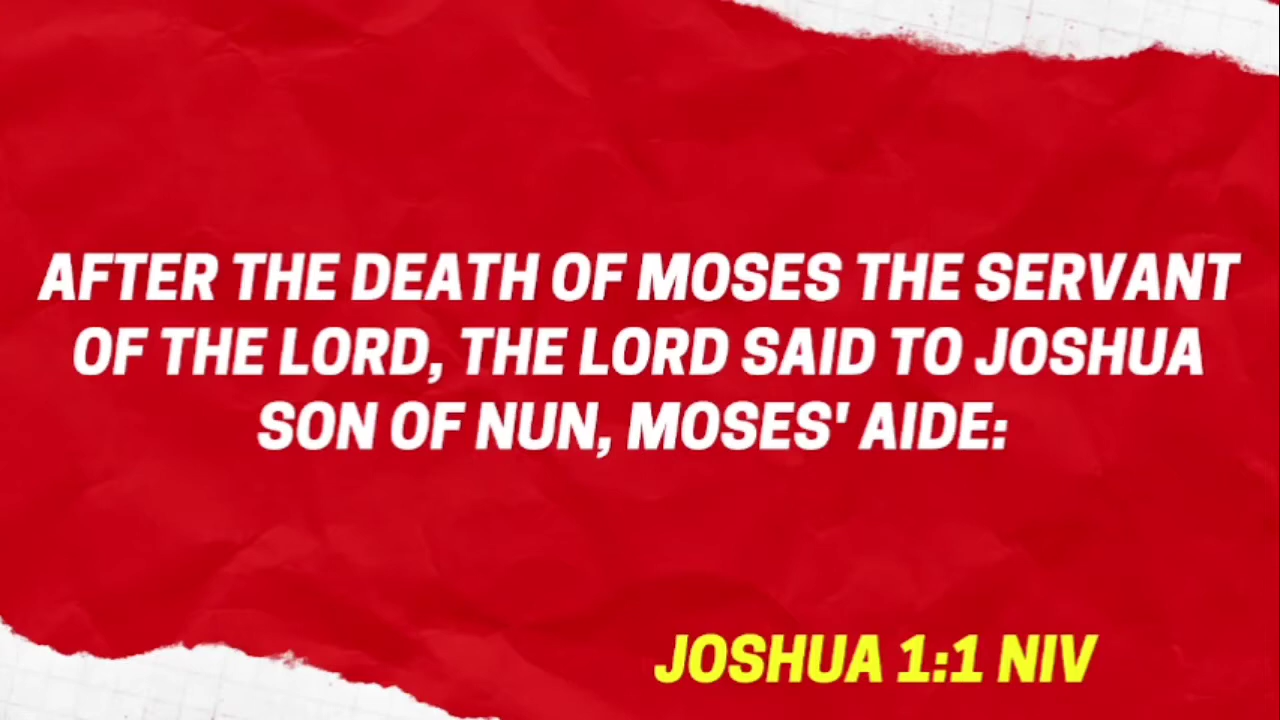 AFTER THE DEATH OF MOSES THE SERVANT
OF THE LORD, THE LORD SAID TO JOSHUA
SON OF NUN, MOSES' AIDE:
JOSHUA 1:1 NIV